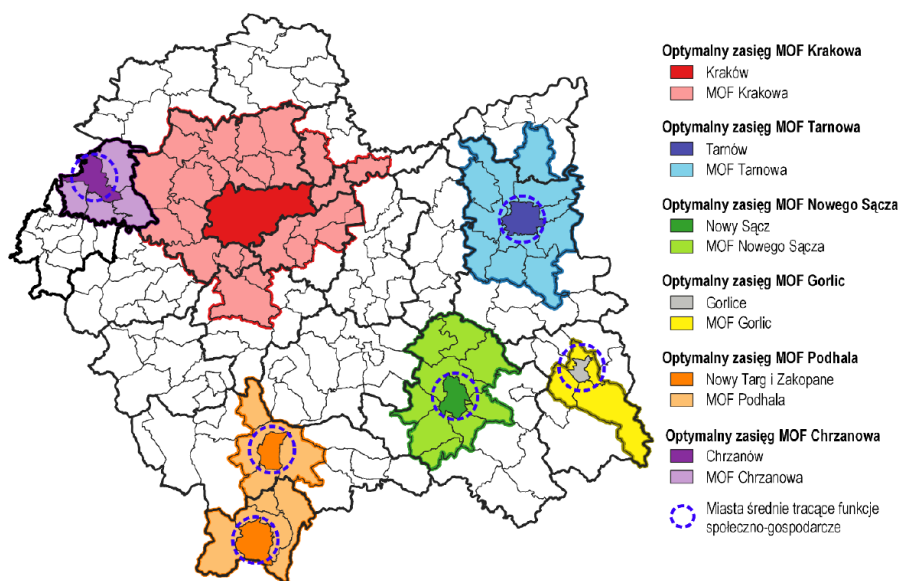 Optymalny zasięg MOF Krakowa
Kraków
MOF Krakowa
Optymalny zasięg MOF Tarnowa
Tarnów
MOF Tarnowa
Optymalny zasięg MOF Nowego Sącza
Nowy Sącz
MOF Nowego Sącza
Optymalny zasięg MOF Gorlic
Gorlice
MOF Gorlic
Optymalny zasięg MOF Podhala
Nowy Targ i Zakopane
MOF Podhala
Optymalny zasięg MOF Chrzanowa
Chrzanów
MOF Chrzanowa
Miasta średnie tracące funkcje
społeczno-gospodarcze